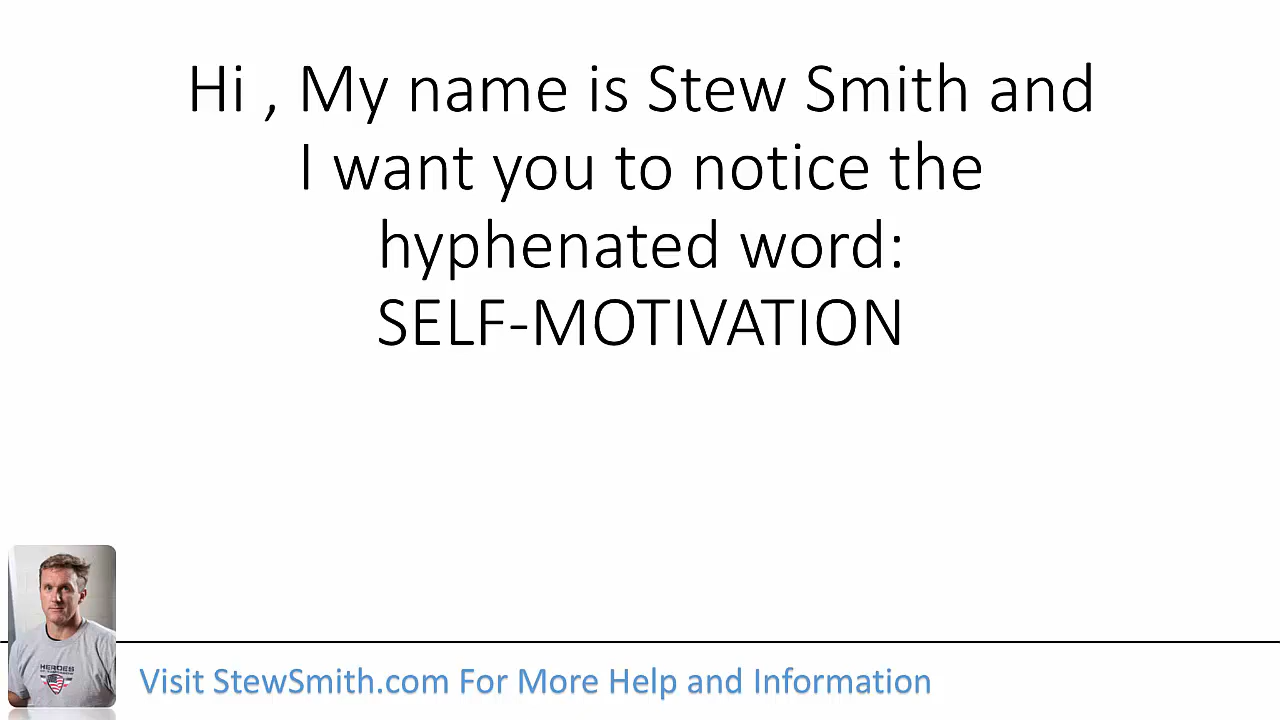 Hi , My name is Stew Smith and
I want you to notice the
hyphenated word:
SELF-MOTIVATION
HEROES
Visit StewSmith.com For More Help and Information